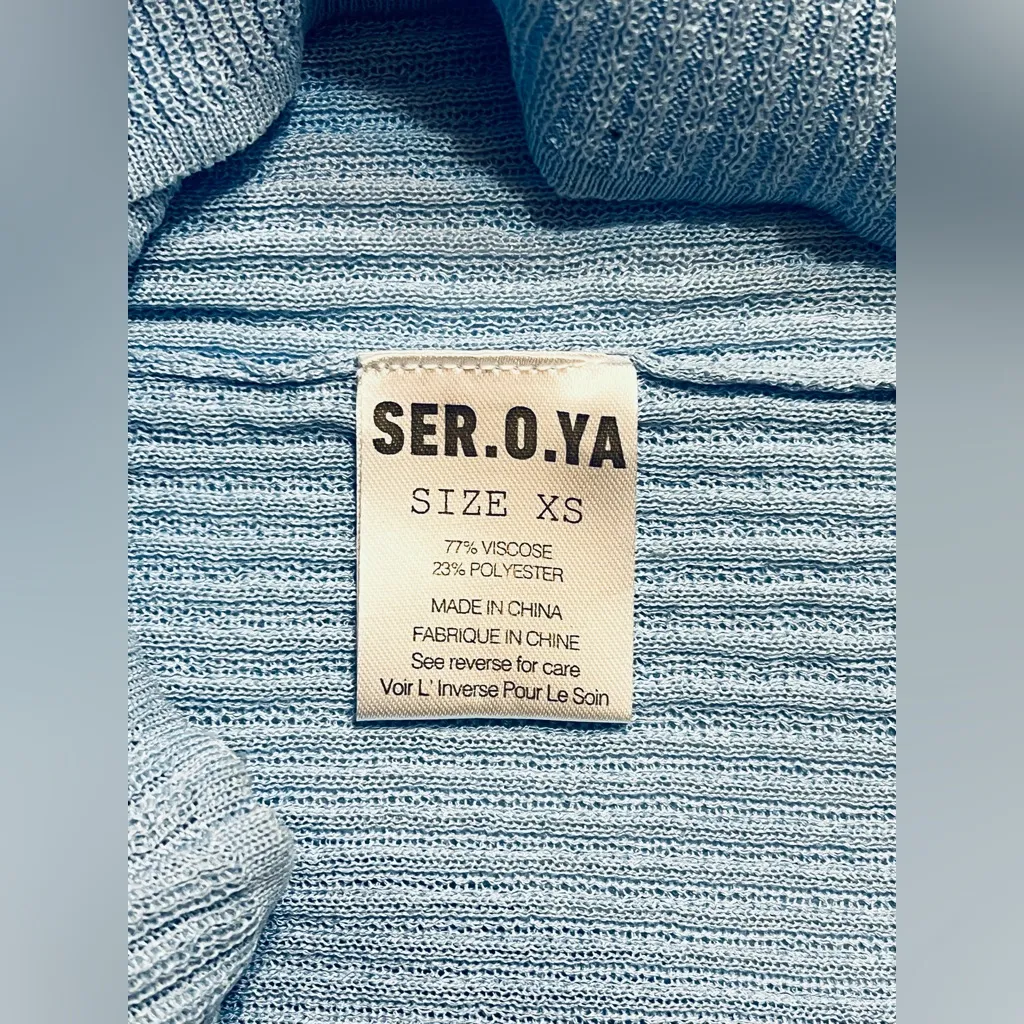 SER.O.YA
SIZE XS
77% VISCOSE
23% POLYESTER
MADE IN CHINA
FABRIQUE IN CHINE
See reverse for care
Voir L' Inverse Pour Le Soin